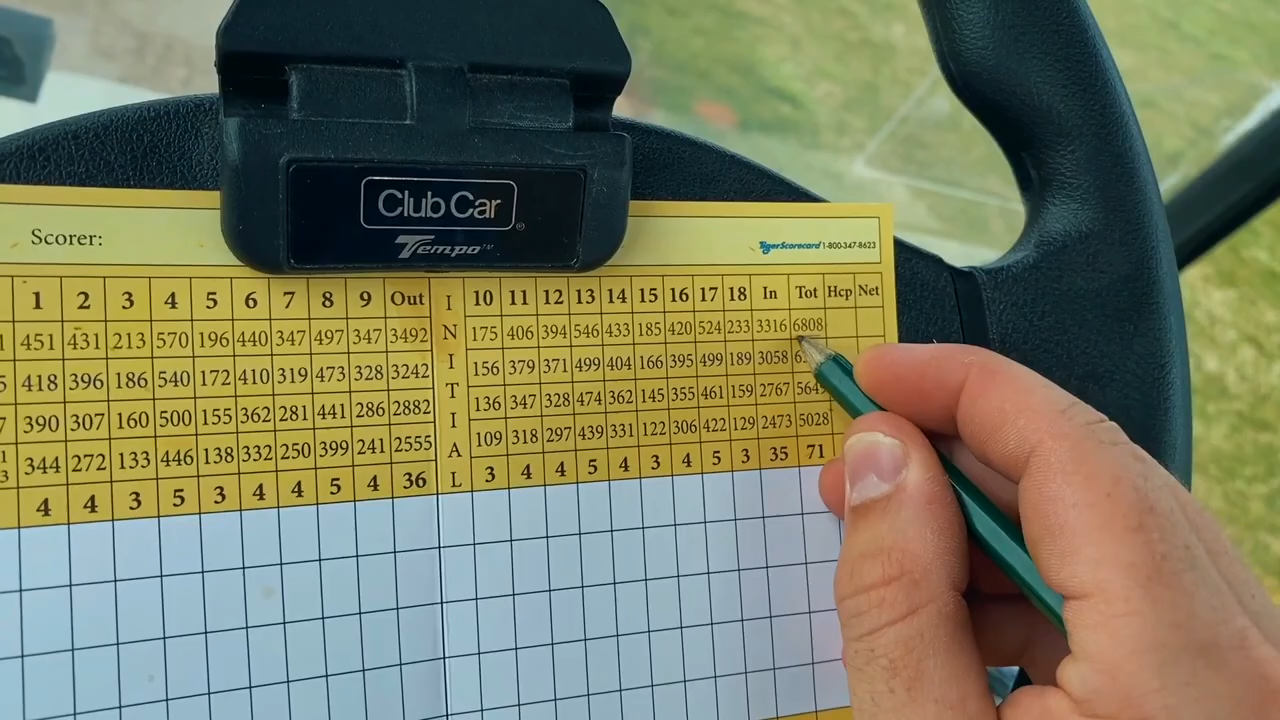 Club Car®
Tempo™
Scorer:
TigerScorecard 1-800-347-8623
1 2 3 4 5 6 7 8 9 Out INITIAL 10 11 12 13 14 15 16 17 18 In Tot Hcp Net
451 431 213 570 196 440 347 497 347 3492 175 406 394 546 433 185 420 524 233 3316 6808
418 396 186 540 172 410 319 473 328 3242 156 379 371 499 404 166 395 499 189 3058
390 307 160 500 155 362 281 441 286 2882 136 347 328 474 362 145 355 461 159 2767 5649
344 272 133 446 138 332 250 399 241 2555 109 318 297 439 331 122 306 422 129 2473 5028
4 4 3 5 3 4 4 5 4 36 3 4 4 5 4 3 4 5 3 35 71